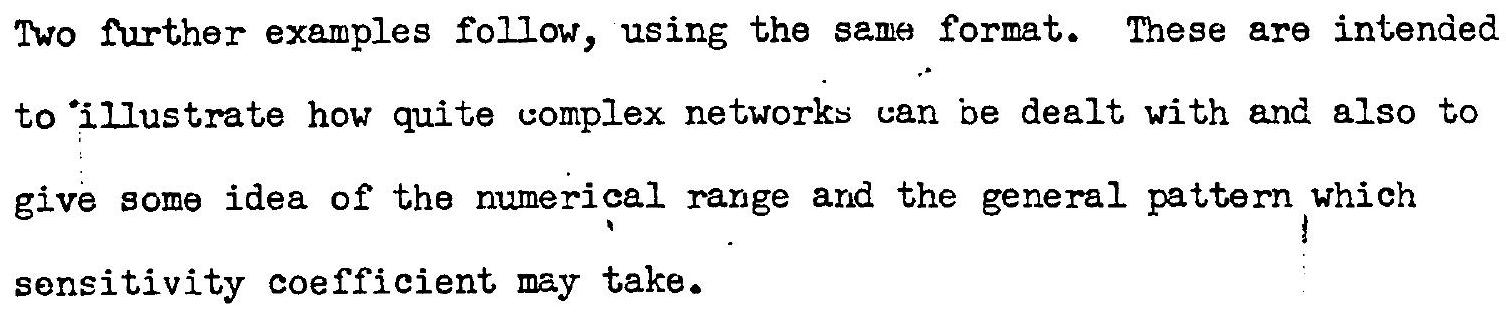 Two further examples follow, using the same format. These are intended
to illustrate how quite complex networks can be dealt with and also to
give some idea of the numerical range and the general pattern which
sensitivity coefficient may take.